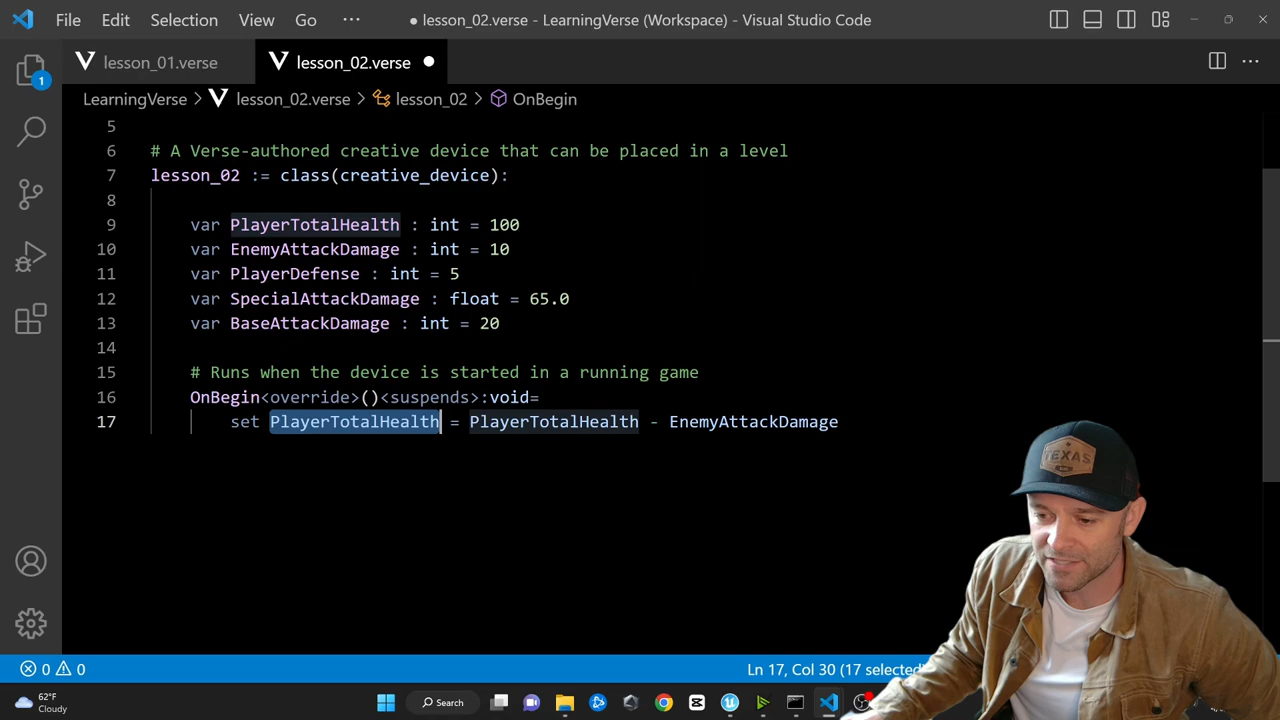 File Edit Selection View Go ··· ● lesson_02.verse - LearningVerse (Workspace) - Visual Studio Code
lesson_01.verse lesson_02.verse ●
LearningVerse > lesson_02.verse > lesson_02 > OnBegin
1
5
6 # A Verse-authored creative device that can be placed in a level
7 lesson_02 := class(creative_device):
8
9 var PlayerTotalHealth : int = 100
10 var EnemyAttackDamage : int = 10
11 var PlayerDefense : int = 5
12 var SpecialAttackDamage : float = 65.0
13 var BaseAttackDamage : int = 20
14
15 # Runs when the device is started in a running game
16 OnBegin<override>()<suspends>:void=
17 set PlayerTotalHealth = PlayerTotalHealth - EnemyAttackDamage
TEXAS
0 0 Ln 17, Col 30 (17 selected
62°F
Cloudy
Search